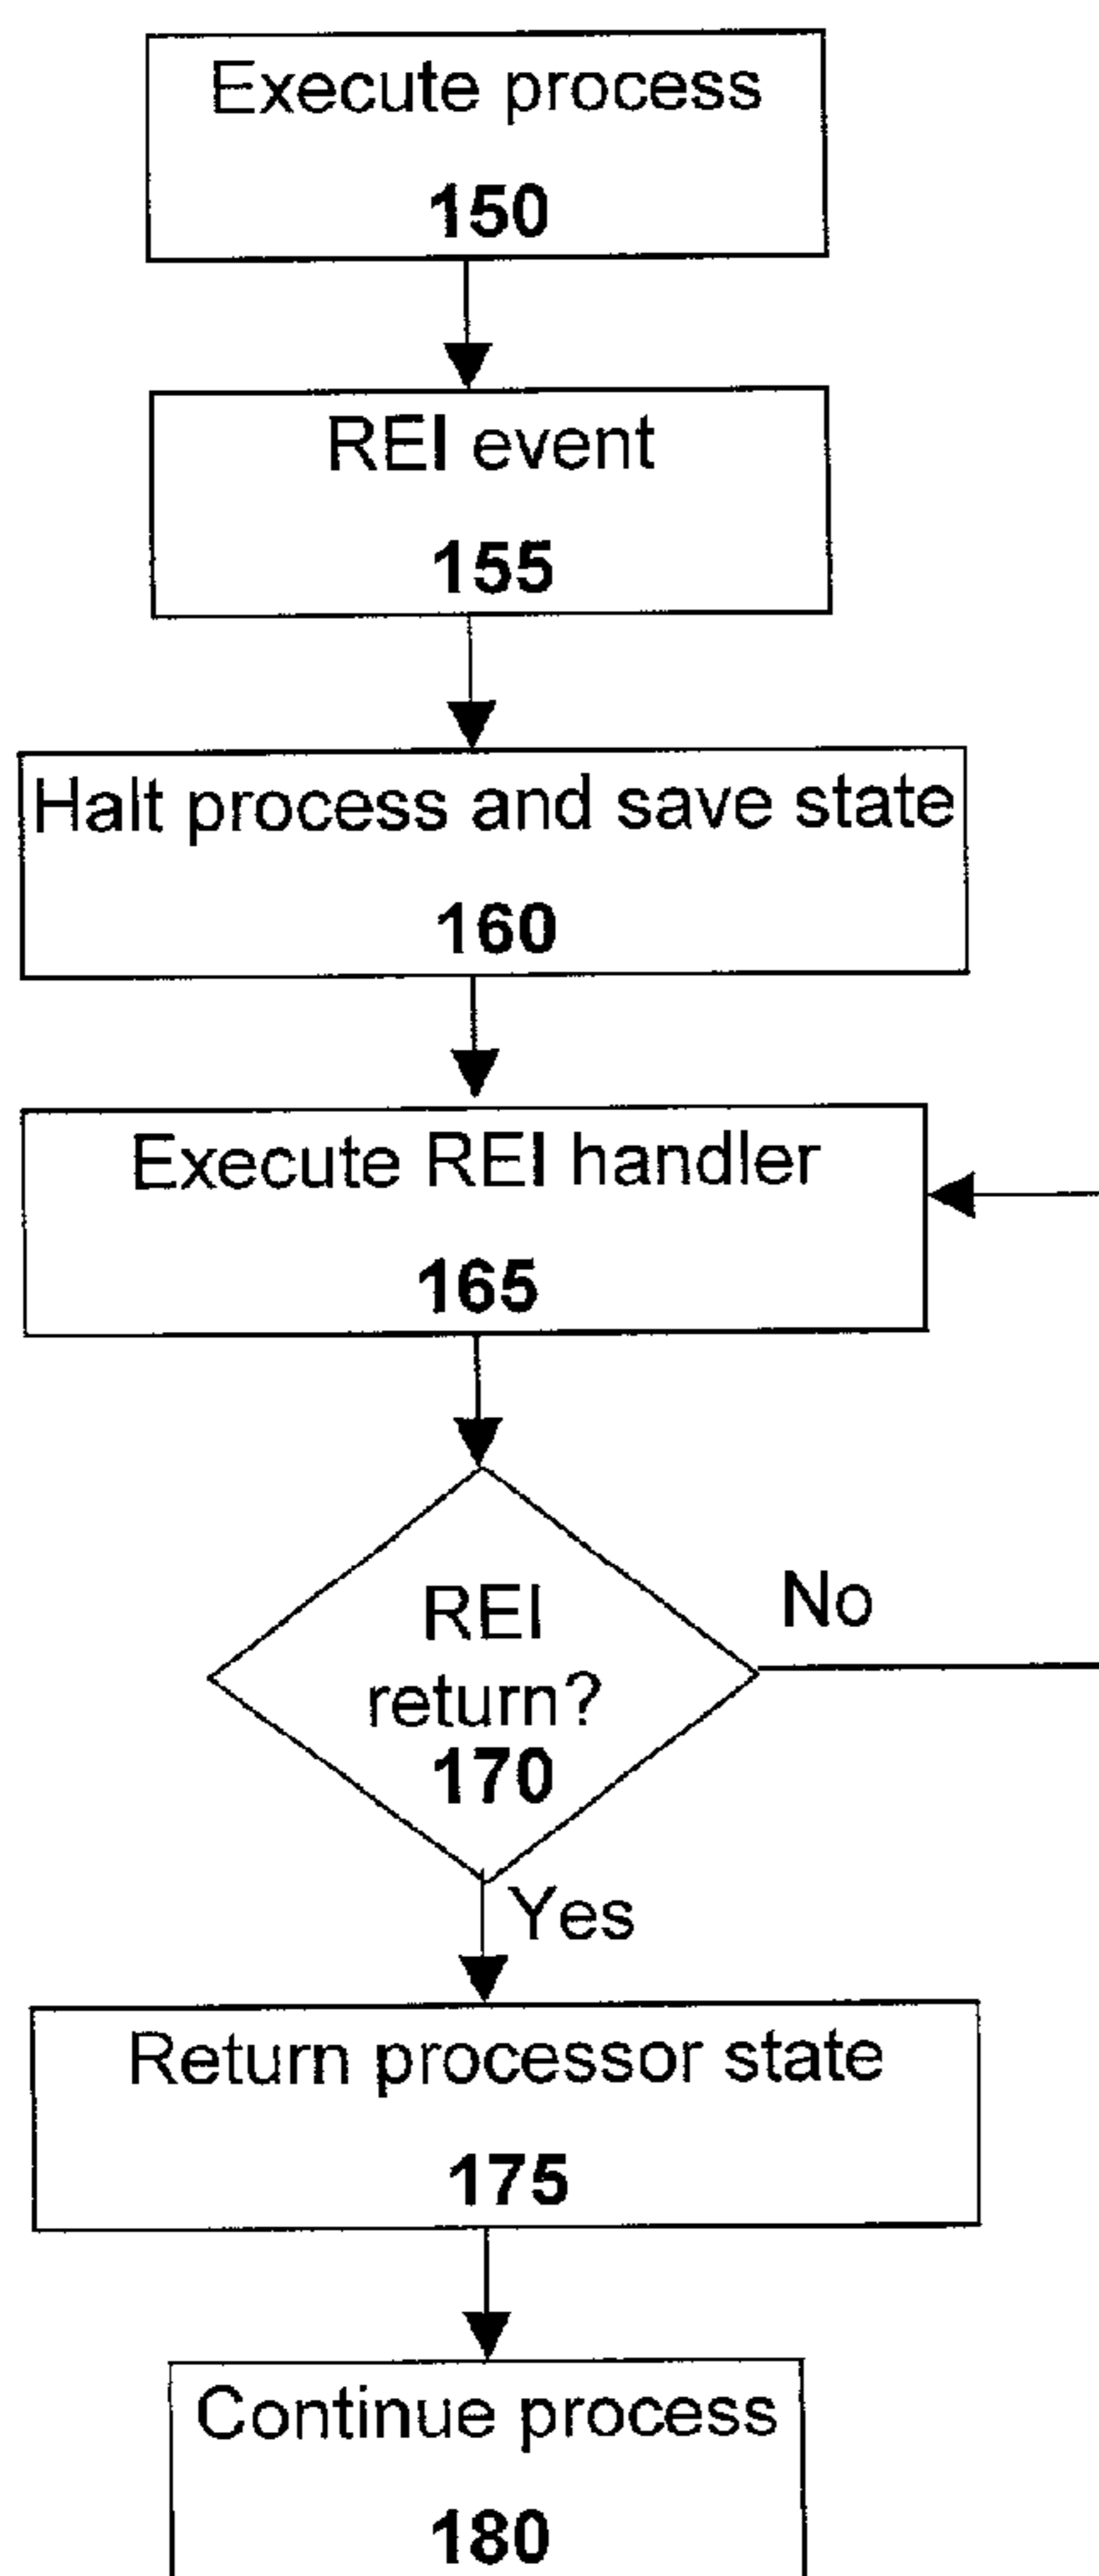 Execute process
150
REI event
155
Halt process and save state
160
Execute REI handler
165
REI
return?
170
No
Yes
Return processor state
175
Continue process
180